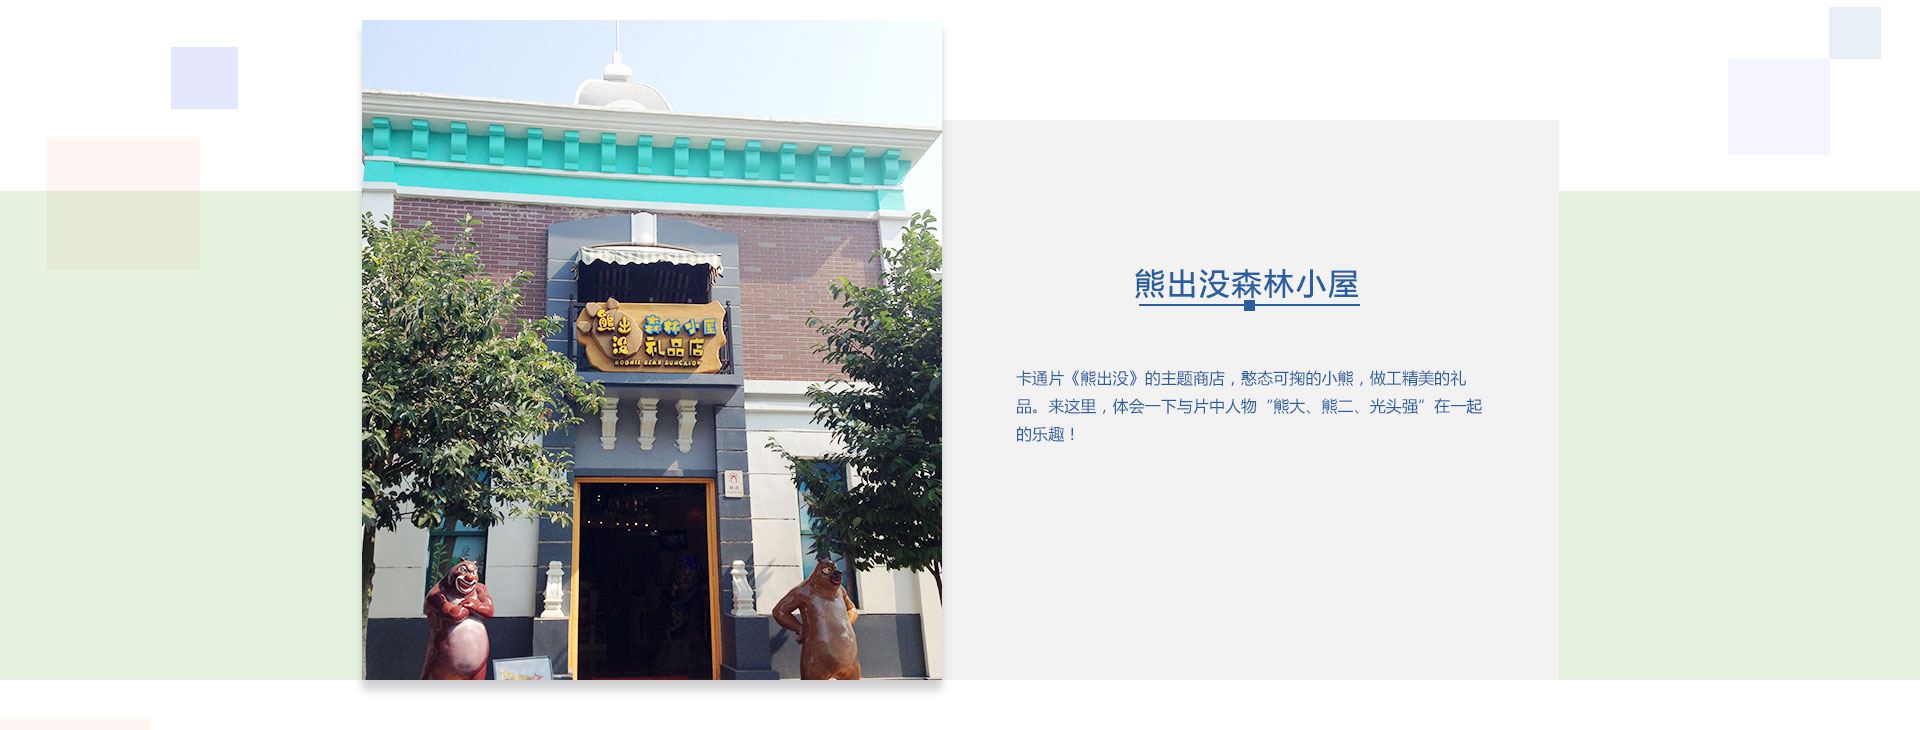 熊出没
森林小屋
礼品店
BOONIE BEAR BUNGALOW
熊出没森林小屋
卡通片《熊出没》的主题商店，憨态可掬的小熊，做工精美的礼
品。来这里，体会一下与片中人物“熊大、熊二、光头强”在一起
的乐趣！